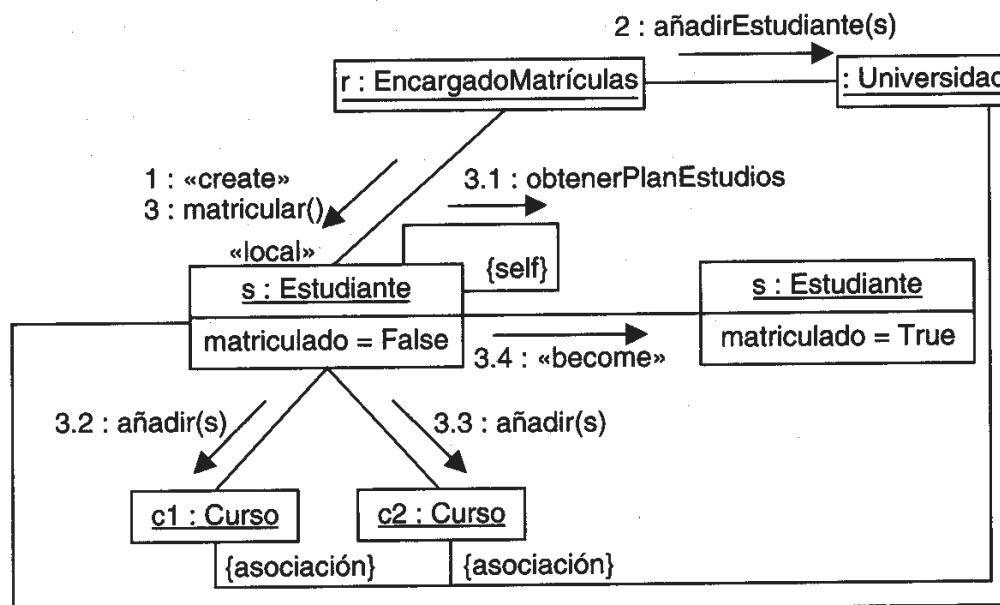 2 : añadirEstudiante(s)
r : EncargadoMatrículas
: Universidad
1 : «create»
3 : matricular()
3.1 : obtenerPlanEstudios
«local»
{self}
s : Estudiante
matriculado = False
s : Estudiante
matriculado = True
3.4 : «become»
3.2 : añadir(s)
3.3 : añadir(s)
c1 : Curso
c2 : Curso
{asociación}
{asociación}